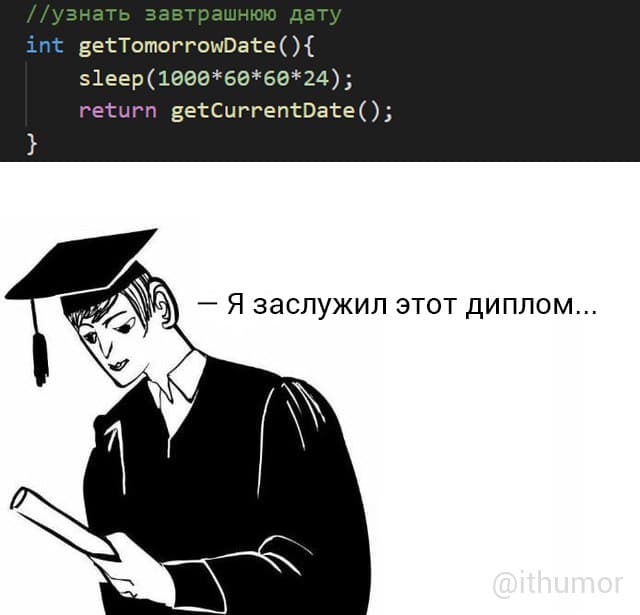 //узнать завтрашнюю дату
int getTomorrowDate(){
sleep(1000*60*60*24);
return getCurrentDate();
}
– Я заслужил этот диплом...
@ithumor